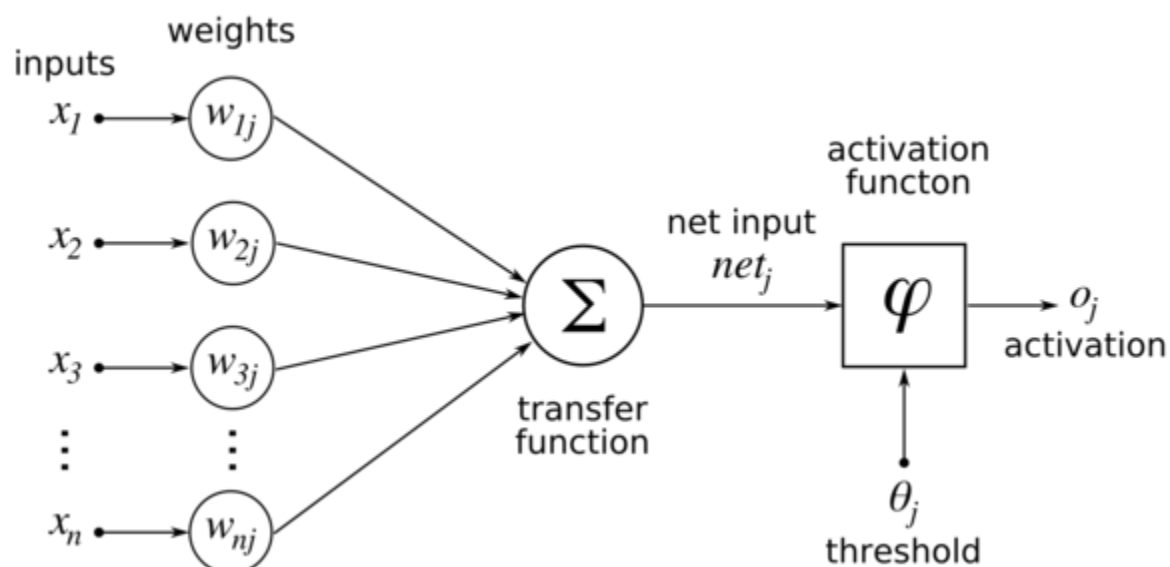 weights
inputs
x₁
w₁ⱼ
x₂
w₂ⱼ
x₃
w₃ⱼ
⋮ ⋮
xₙ
wₙⱼ
Σ
transfer
function
net input
netⱼ
activation
functon
φ
oⱼ
activation
θⱼ
threshold